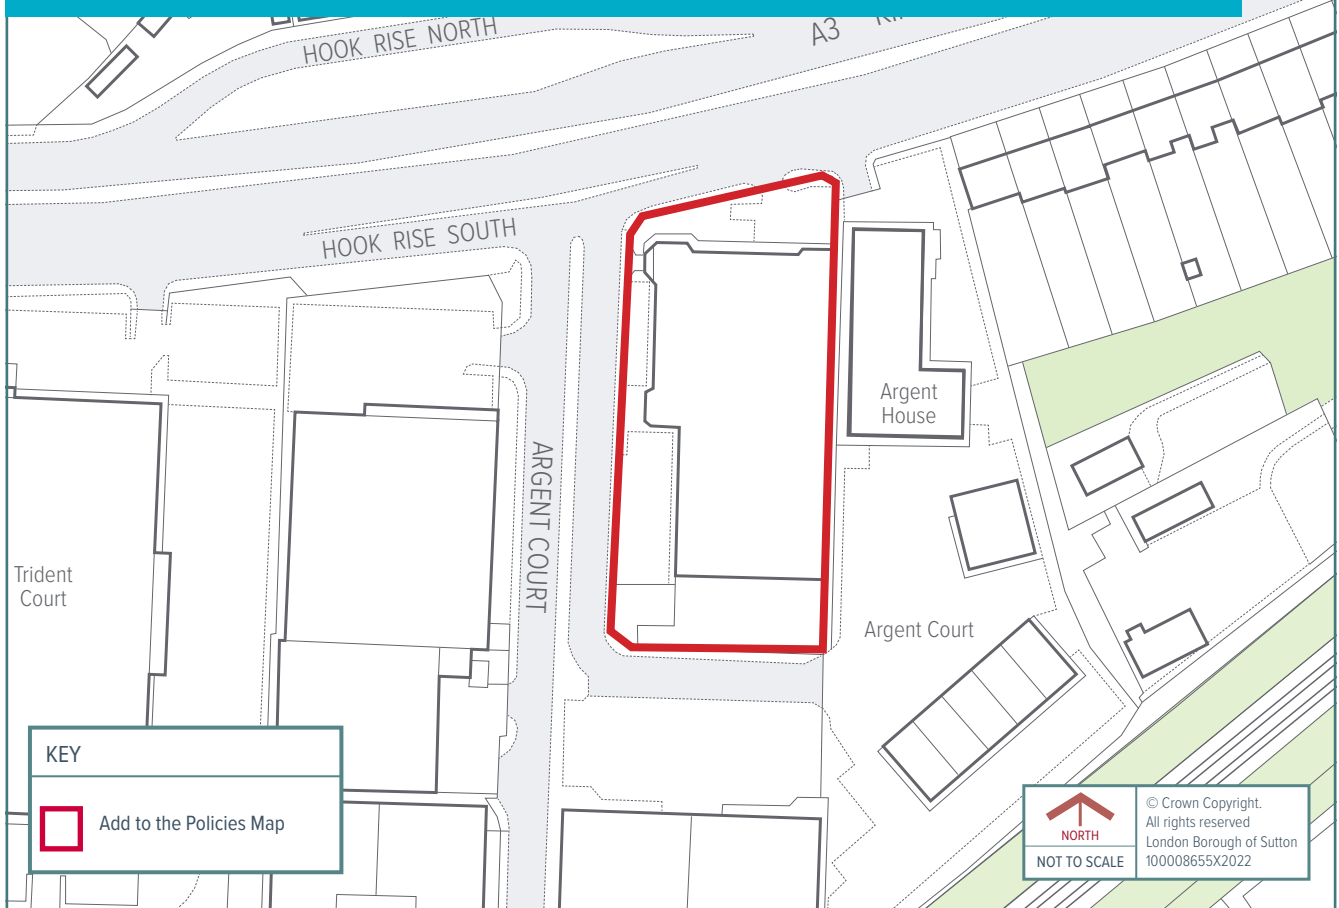 HOOK RISE NORTH
A3
HOOK RISE SOUTH
Argent
House
ARGENT COURT
Trident
Court
Argent Court
KEY
Add to the Policies Map
NORTH
NOT TO SCALE
© Crown Copyright.
All rights reserved
London Borough of Sutton
100008655X2022